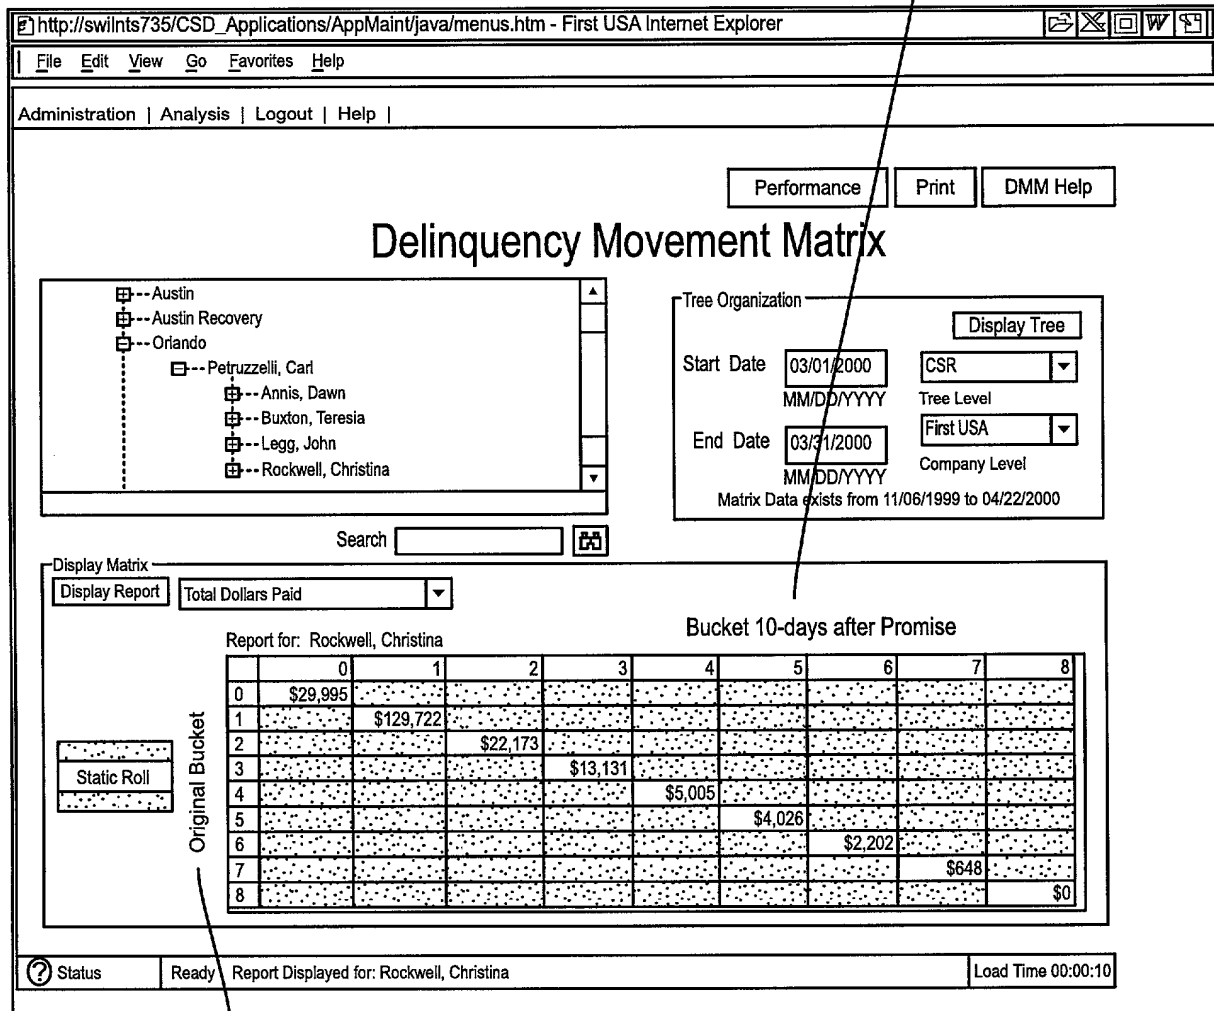 http://swilnts735/CSD_Applications/AppMaint/java/menus.htm - First USA Internet Explorer
File Edit View Go Favorites Help
Administration | Analysis | Logout | Help |
Performance Print DMM Help
Delinquency Movement Matrix
Austin
Austin Recovery
Orlando
Petruzzelli, Carl
Annis, Dawn
Buxton, Teresia
Legg, John
Rockwell, Christina
Tree Organization
Display Tree
Start Date 03/01/2000 CSR
MM/DD/YYYY Tree Level
End Date 03/31/2000 First USA
MM/DD/YYYY Company Level
Matrix Data exists from 11/06/1999 to 04/22/2000
Search
Display Matrix
Display Report Total Dollars Paid
Report for: Rockwell, Christina
Bucket 10-days after Promise
0 1 2 3 4 5 6 7 8
0 $29,995
1 $129,722
2 $22,173
3 $13,131
4 $5,005
5 $4,026
6 $2,202
7 $648
8 $0
Static Roll
Original Bucket
? Status Ready Report Displayed for: Rockwell, Christina Load Time 00:00:10